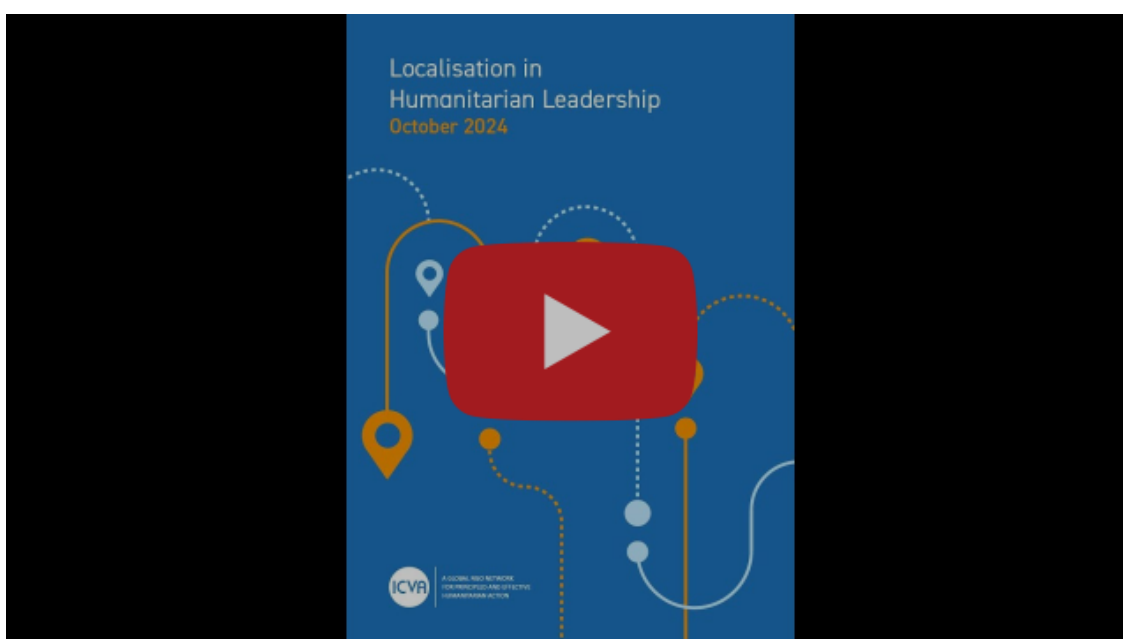 Localisation in
Humanitarian Leadership
October 2024
ICVA
A GLOBAL NGO NETWORK
FOR PRINCIPLED AND EFFECTIVE
HUMANITARIAN ACTION